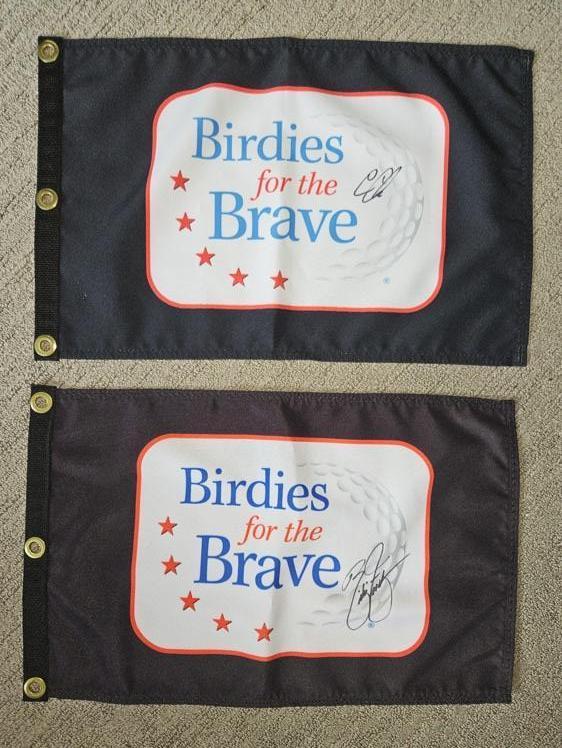 Birdies
for the
Brave
®
Birdies
for the
Brave
®